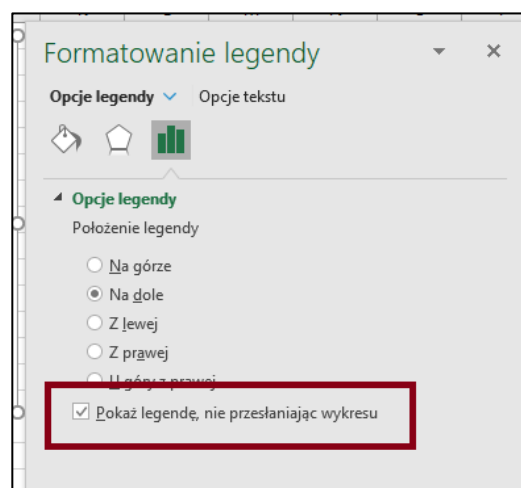 Formatowanie legendy
Opcje legendy Opcje tekstu
Opcje legendy
Położenie legendy
Na górze
Na dole
Z lewej
Z prawej
U góry z prawej
Pokaż legendę, nie przesłaniając wykresu